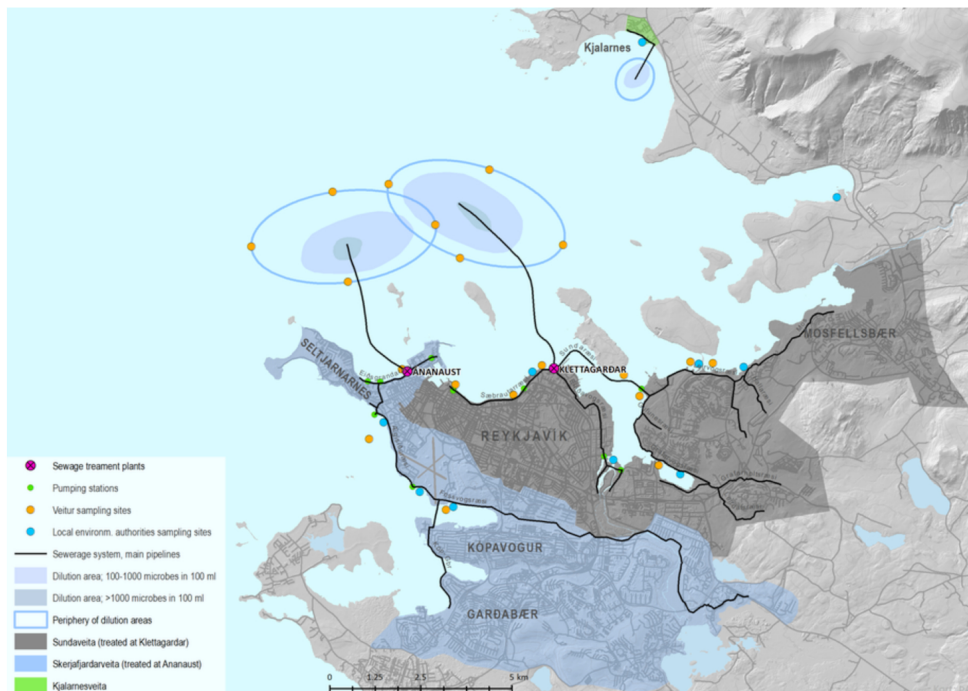 Kjalarnes
MOSFELLSBÆR
SELTJARNARNES
ANANAUST
KLETTAGARÐAR
REYKJAVÍK
KÓPAVOGUR
GARÐABÆR
Sewage treament plants
Pumping stations
Veitur sampling sites
Local environm. authorities sampling sites
Sewerage system, main pipelines
Dilution area, 100-1000 microbes in 100 ml
Dilution area; >1000 microbes in 100 ml
Periphery of dilution areas
Sundaveita (treated at Klettagardar)
Skerjafjardarveita (treated at Ananaust)
Kjalarnesveita
0 1.25 2.5 5 km